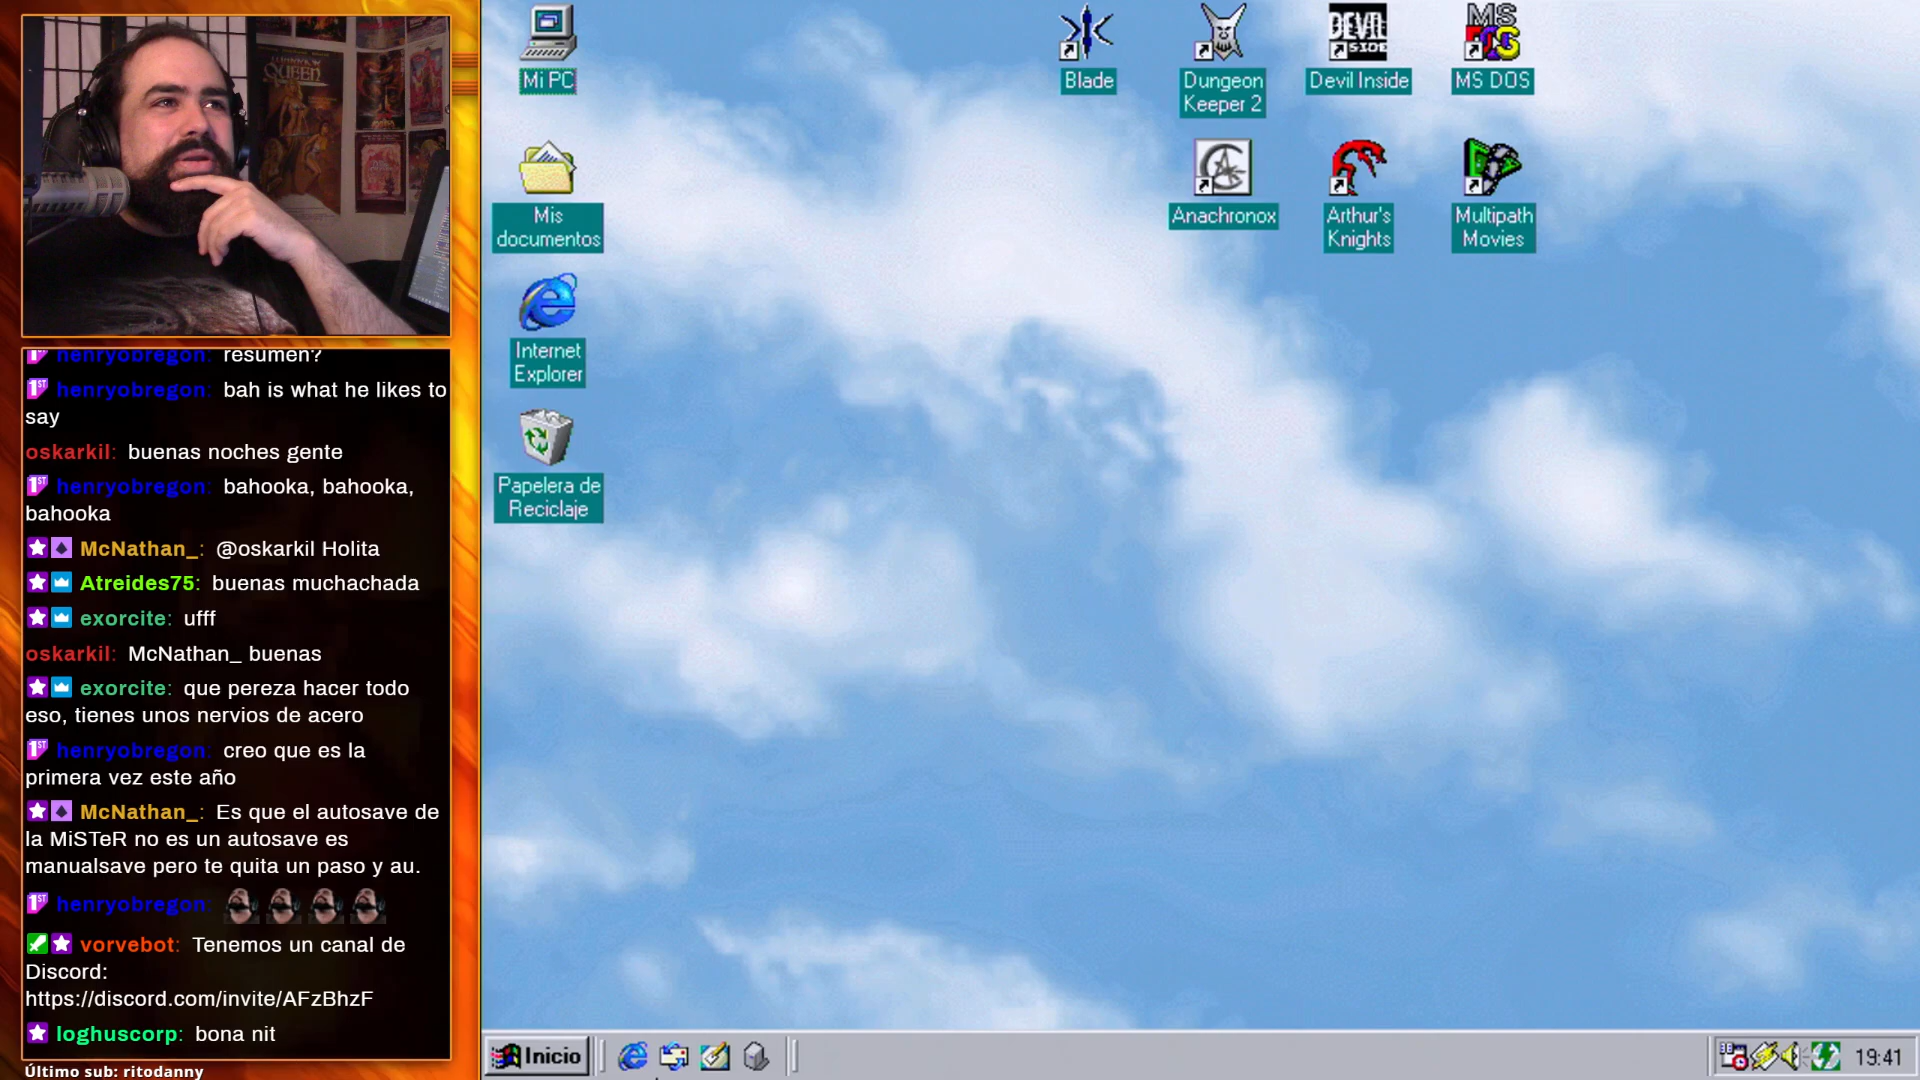 QUEEN
henryobregon: resumen?
henryobregon: bah is what he likes to
say
oskarkil: buenas noches gente
henryobregon: bahooka, bahooka,
bahooka
McNathan_: @oskarkil Holita
Atreides75: buenas muchachada
exorcite: ufff
oskarkil: McNathan_ buenas
exorcite: que pereza hacer todo
eso, tienes unos nervios de acero
henryobregon: creo que es la
primera vez este año
McNathan_: Es que el autosave de
la MiSTeR no es un autosave es
manualsave pero te quita un paso y au.
henryobregon:
vorvebot: Tenemos un canal de
Discord:
https://discord.com/invite/AFzBhzF
loghuscorp: bona nit
Último sub: ritodanny
Mi PC
Mis
documentos
Internet
Explorer
Papelera de
Reciclaje
Blade
Dungeon
Keeper 2
DEVIL
INSIDE
Devil Inside
MS
DOS
MS DOS
Anachronox
Arthur's
Knights
Multipath
Movies
Inicio
19:41